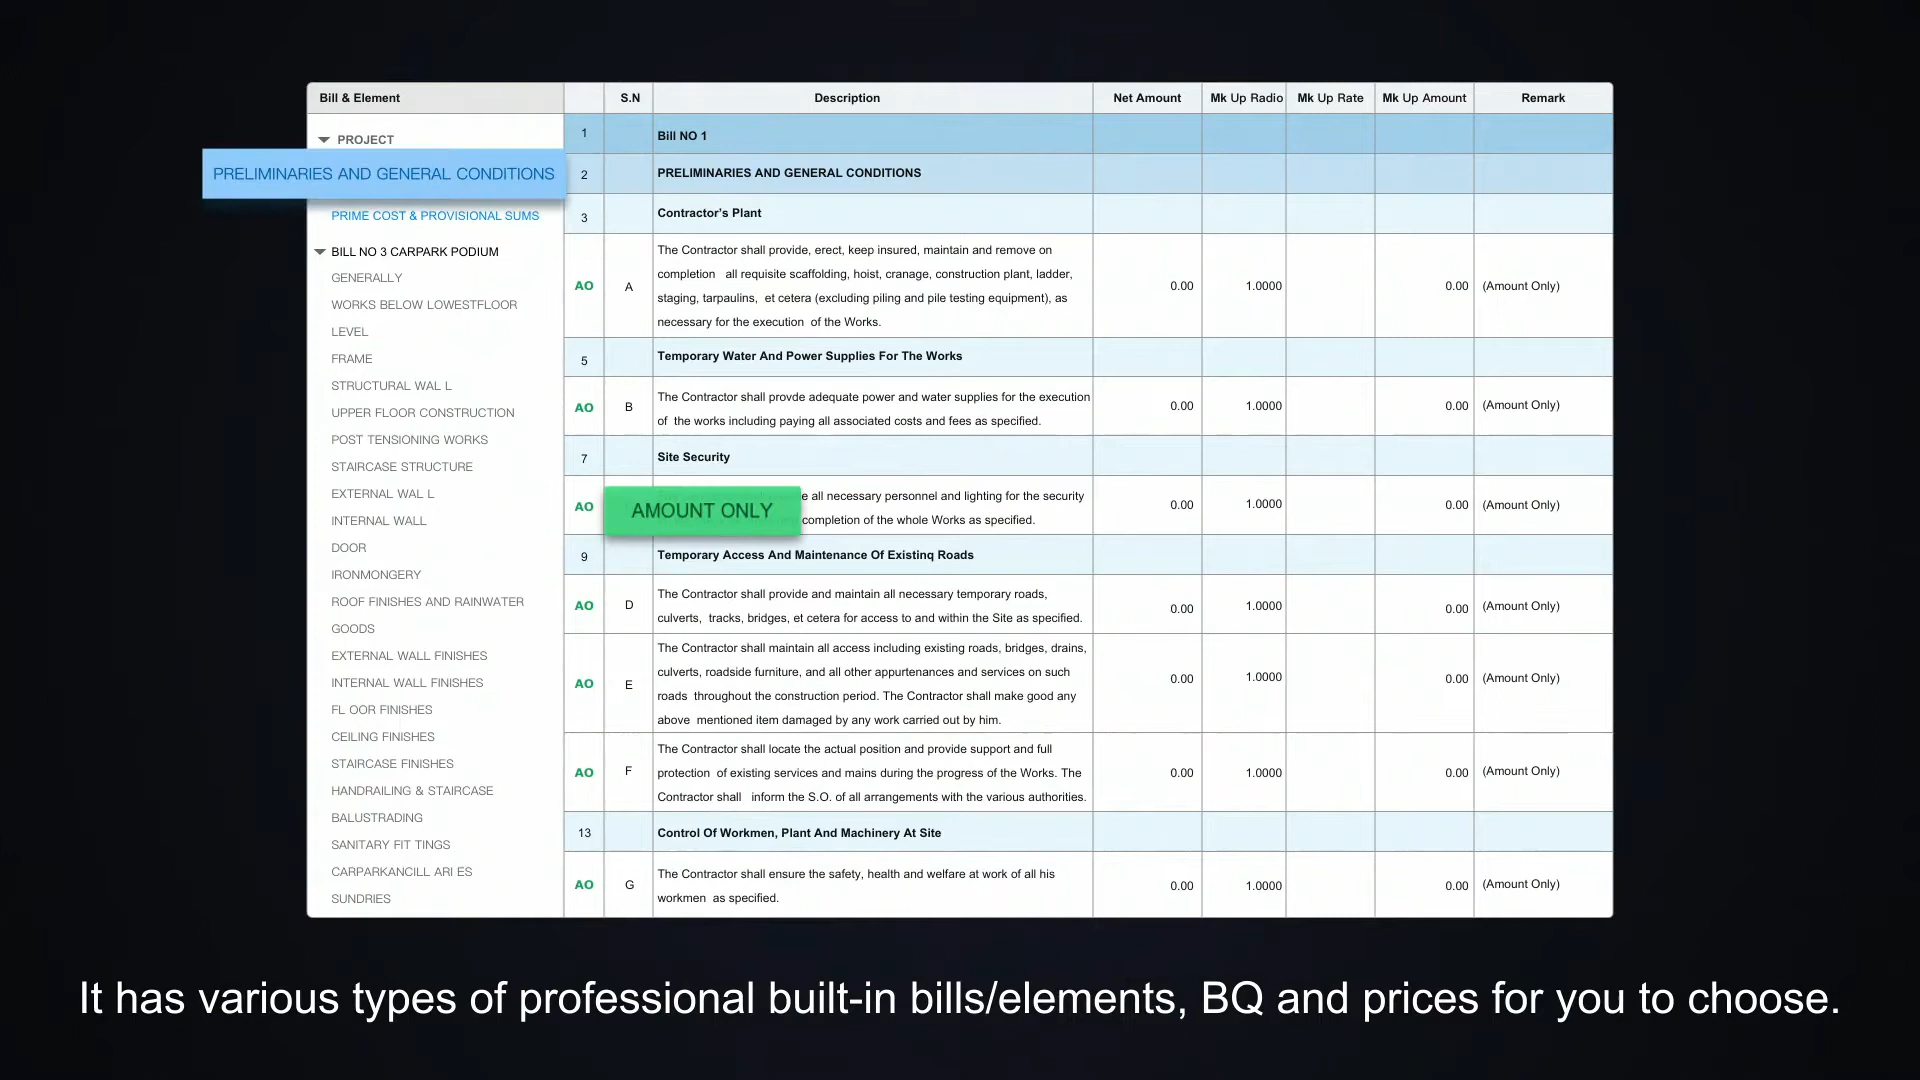 Bill & Element
S.N
Description
Net Amount
Mk Up Radio
Mk Up Rate
Mk Up Amount
Remark
PROJECT
PRELIMINARIES AND GENERAL CONDITIONS
PRIME COST & PROVISIONAL SUMS
BILL NO 3 CARPARK PODIUM
GENERALLY
WORKS BELOW LOWESTFLOOR
LEVEL
FRAME
STRUCTURAL WAL L
UPPER FLOOR CONSTRUCTION
POST TENSIONING WORKS
STAIRCASE STRUCTURE
EXTERNAL WAL L
INTERNAL WALL
DOOR
IRONMONGERY
ROOF FINISHES AND RAINWATER
GOODS
EXTERNAL WALL FINISHES
INTERNAL WALL FINISHES
FL OOR FINISHES
CEILING FINISHES
STAIRCASE FINISHES
HANDRAILING & STAIRCASE
BALUSTRADING
SANITARY FIT TINGS
CARPARKANCILL ARI ES
SUNDRIES
1 Bill NO 1
2 PRELIMINARIES AND GENERAL CONDITIONS
3 Contractor's Plant
The Contractor shall provide, erect, keep insured, maintain and remove on
completion all requisite scaffolding, hoist, cranage, construction plant, ladder,
AO A 0.00 1.0000 0.00 (Amount Only)
staging, tarpaulins, et cetera (excluding piling and pile testing equipment), as
necessary for the execution of the Works.
5 Temporary Water And Power Supplies For The Works
The Contractor shall provde adequate power and water supplies for the execution
AO B 0.00 1.0000 0.00 (Amount Only)
of the works including paying all associated costs and fees as specified.
7 Site Security
e all necessary personnel and lighting for the security
AO AMOUNT ONLY 0.00 1.0000 0.00 (Amount Only)
completion of the whole Works as specified.
9 Temporary Access And Maintenance Of Existinq Roads
The Contractor shall provide and maintain all necessary temporary roads,
AO D 0.00 1.0000 0.00 (Amount Only)
culverts, tracks, bridges, et cetera for access to and within the Site as specified.
The Contractor shall maintain all access including existing roads, bridges, drains,
culverts, roadside furniture, and all other appurtenances and services on such
AO E 0.00 1.0000 0.00 (Amount Only)
roads throughout the construction period. The Contractor shall make good any
above mentioned item damaged by any work carried out by him.
The Contractor shall locate the actual position and provide support and full
AO F protection of existing services and mains during the progress of the Works. The 0.00 1.0000 0.00 (Amount Only)
Contractor shall inform the S.O. of all arrangements with the various authorities.
13 Control Of Workmen, Plant And Machinery At Site
The Contractor shall ensure the safety, health and welfare at work of all his
AO G 0.00 1.0000 0.00 (Amount Only)
workmen as specified.
It has various types of professional built-in bills/elements, BQ and prices for you to choose.